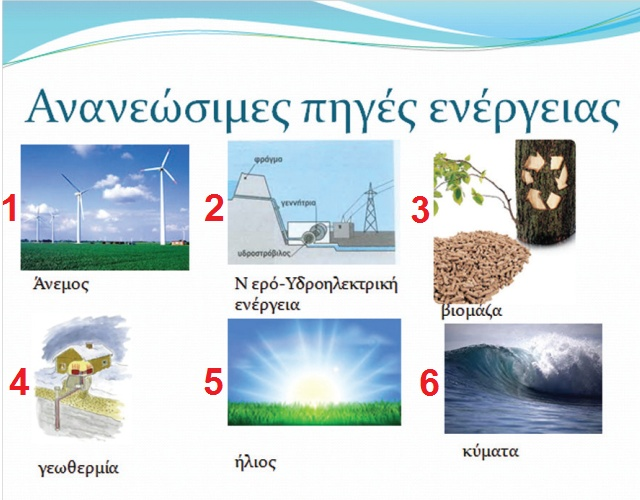 Ανανεώσιμες πηγές ενέργειας
1
Άνεμος
2
φράγμα
γεννήτρια
υδροστρόβιλος
Ν ερό-Υδροηλεκτρική
ενέργεια
3
βιομάζα
4
γεωθερμία
5
ήλιος
6
κύματα